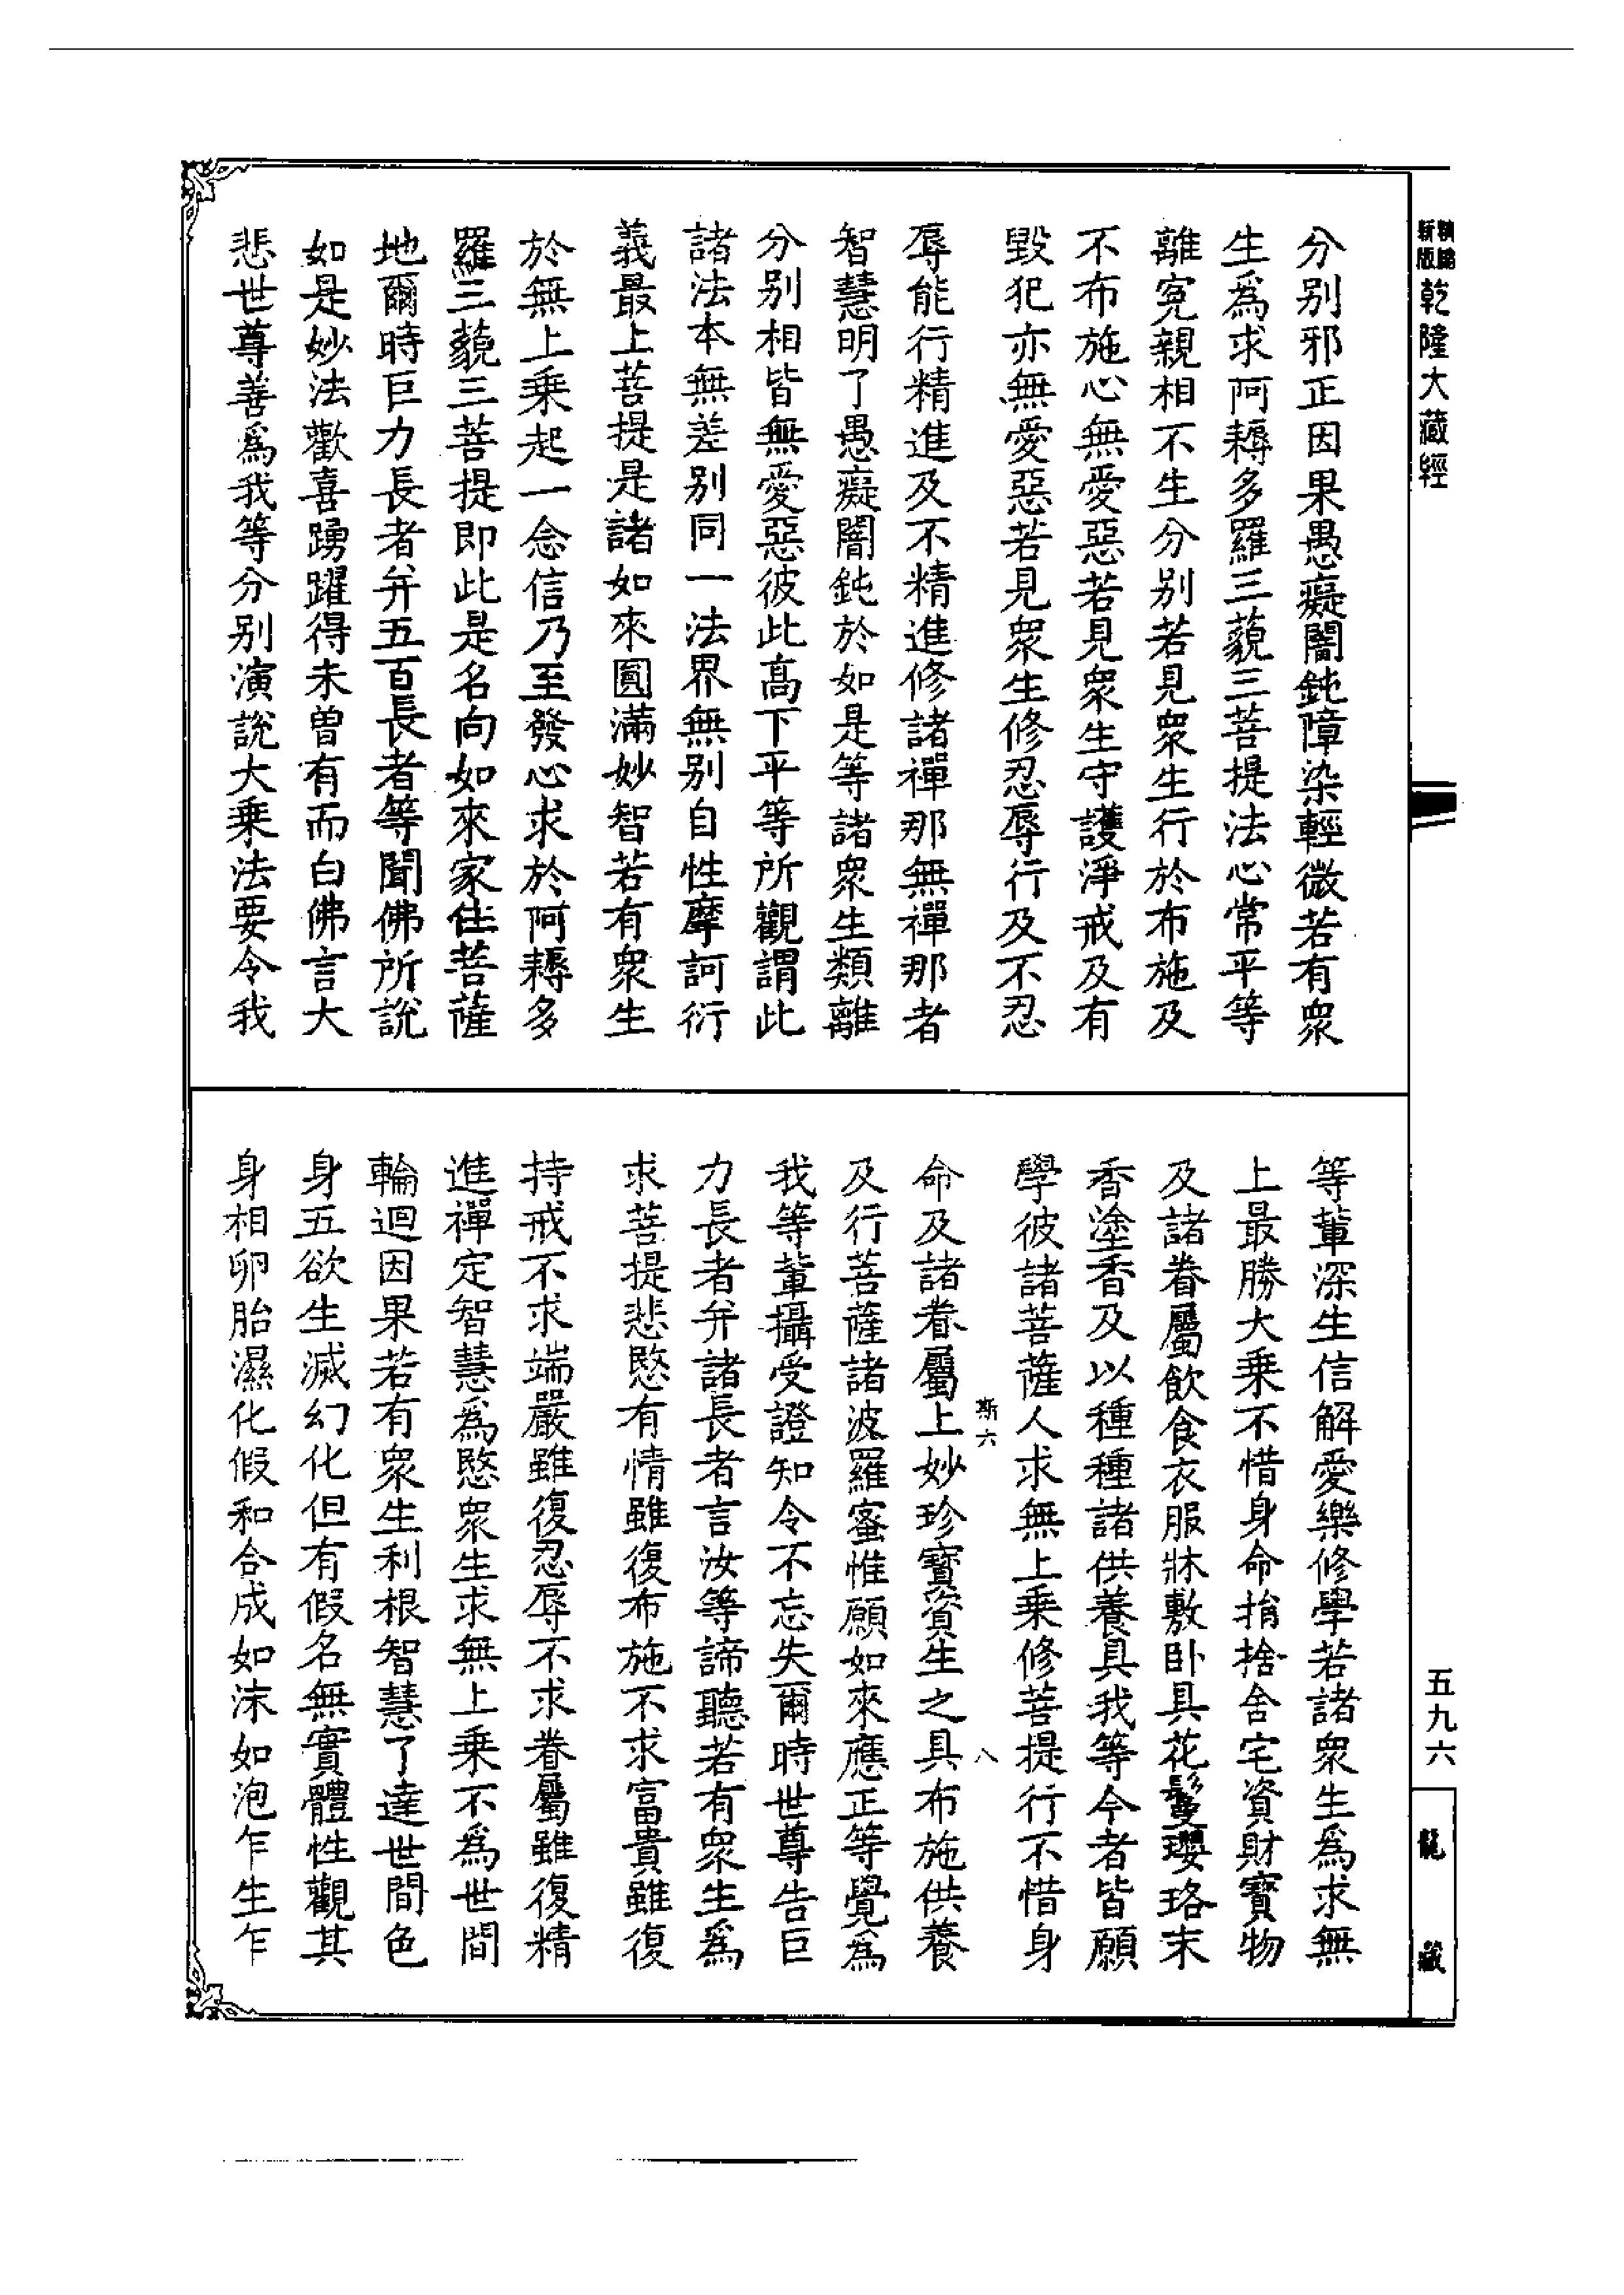 新版
乾隆大藏經
分別邪正因果愚癡闇鈍障染輕微若有眾
生為求阿耨多羅三藐三菩提法心常平等
離冤親相不生分別若見眾生行於布施及
不布施心無愛惡若見眾生守護淨戒及有
毀犯亦無愛惡若見眾生修忍辱行及不忍
辱能行精進及不精進修諸禪那無禪那者
智慧明了愚癡闇鈍於如是等諸眾生類離
分別相皆無愛惡彼此高下平等所觀謂此
諸法本無差別同一法界無別自性摩訶衍
義最上菩提是諸如來圓滿妙智若有眾生
於無上乘起一念信乃至發心求於阿耨多
羅三藐三菩提即此是名向如來家住菩薩
地爾時巨力長者弁五百長者等聞佛所說
如是妙法歡喜踴躍得未曾有而白佛言大
悲世尊善為我等分別演說大乘法要令我
等輩深生信解愛樂修學若諸眾生為求無
上最勝大乘不惜身命捐捨舍宅資財寶物
及諸眷屬飲食衣服牀敷臥具花鬘瓔珞末
香塗香及以種種諸供養具我等今者皆願
學彼諸菩薩人求無上乘修菩提行不惜身
斯六
八
命及諸眷屬上妙珍寶資生之具布施供養
及行菩薩諸波羅蜜惟願如來應正等覺為
我等輩攝受證知令不忘失爾時世尊告巨
力長者弁諸長者言汝等諦聽若有眾生為
求菩提悲愍有情雖復布施不求富貴雖復
持戒不求端嚴雖復忍辱不求眷屬雖復精
進禪定智慧為愍眾生求無上乘不為世間
輪迴因果若有眾生利根智慧了達世間色
身五欲生滅幻化但有假名無實體性觀其
身相卵胎濕化假和合成如沫如泡乍生乍
五九六
龍藏